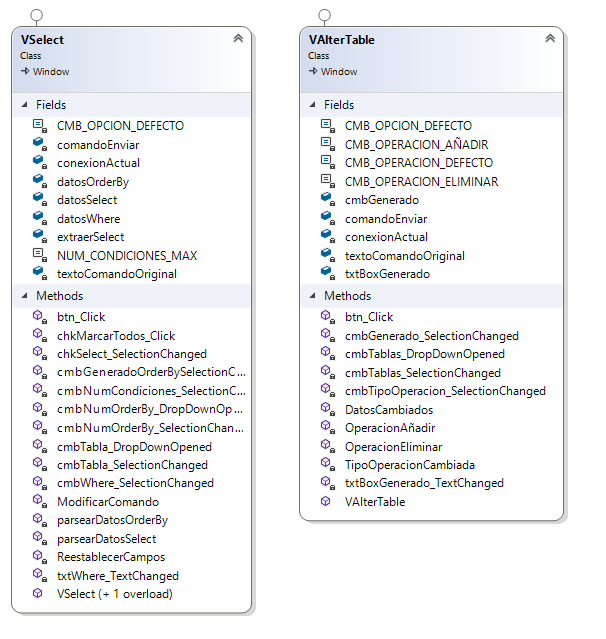 VSelect
Class
Window
Fields
CMB_OPCION_DEFECTO
comandoEnviar
conexionActual
datosOrderBy
datosSelect
datosWhere
extraerSelect
NUM_CONDICIONES_MAX
textoComandoOriginal
Methods
btn_Click
chkMarcarTodos_Click
chkSelect_SelectionChanged
cmbGeneradoOrderBySelectionC...
cmbNumCondiciones_SelectionC...
cmbNumOrderBy_DropDownOp...
cmbNumOrderBy_SelectionChan...
cmbTabla_DropDownOpened
cmbTabla_SelectionChanged
cmbWhere_SelectionChanged
ModificarComando
parsearDatosOrderBy
parsearDatosSelect
ReestablecerCampos
txtWhere_TextChanged
VSelect (+ 1 overload)
VAlterTable
Class
Window
Fields
CMB_OPCION_DEFECTO
CMB_OPERACION_AÑADIR
CMB_OPERACION_DEFECTO
CMB_OPERACION_ELIMINAR
cmbGenerado
comandoEnviar
conexionActual
textoComandoOriginal
txtBoxGenerado
Methods
btn_Click
cmbGenerado_SelectionChanged
cmbTablas_DropDownOpened
cmbTablas_SelectionChanged
cmbTipoOperacion_SelectionChanged
DatosCambiados
OperacionAñadir
OperacionEliminar
TipoOperacionCambiada
txtBoxGenerado_TextChanged
VAlterTable